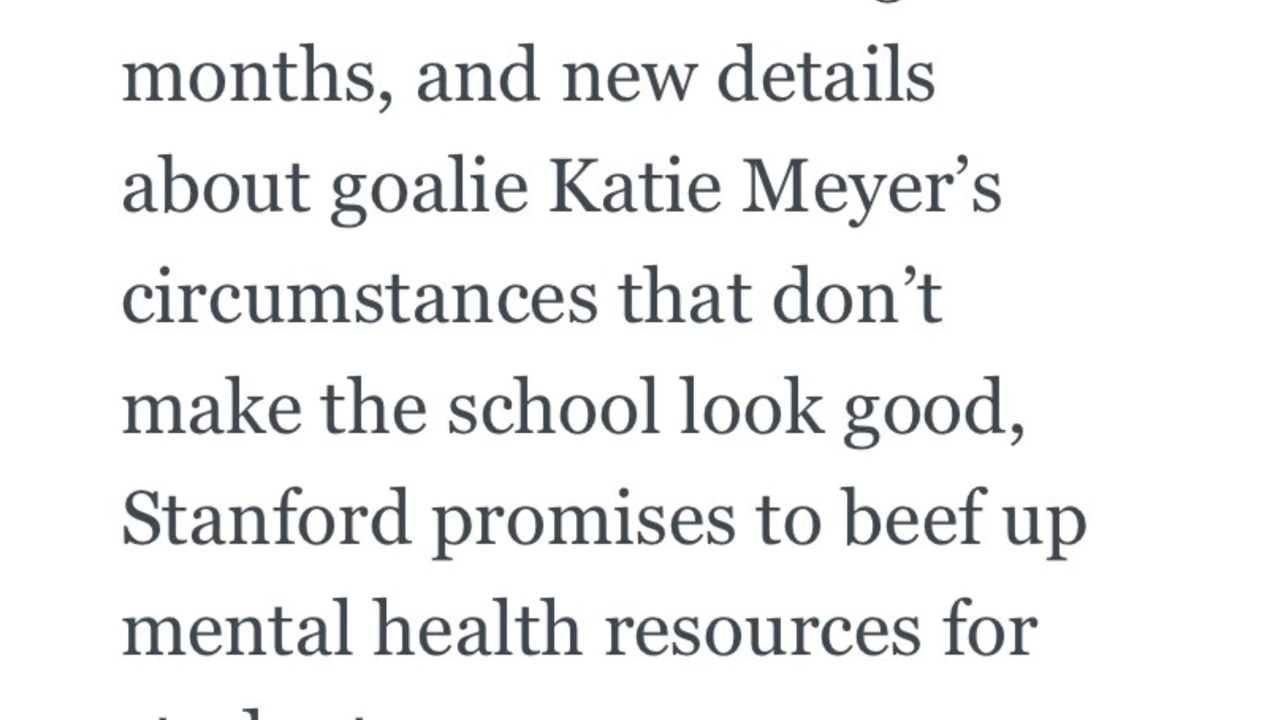 months, and new details
about goalie Katie Meyer’s
circumstances that don’t
make the school look good,
Stanford promises to beef up
mental health resources for